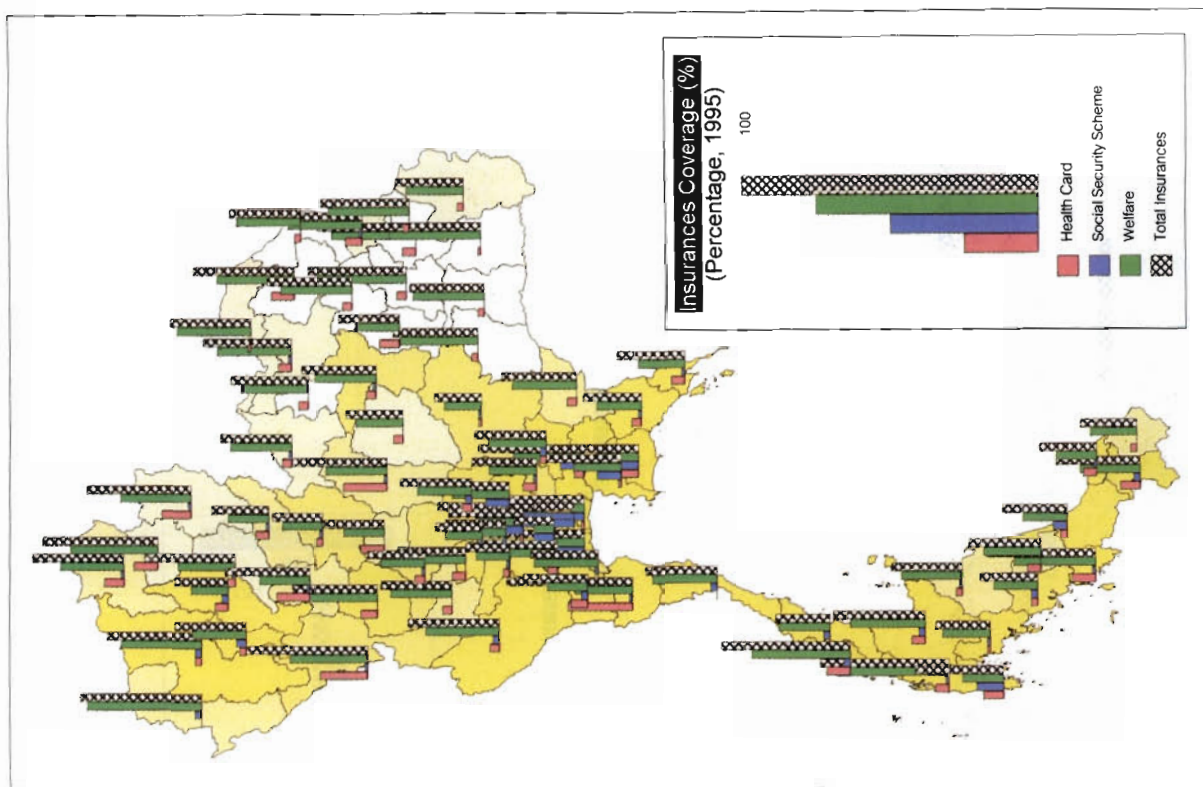 Insurances Coverage (%)
(Percentage, 1995)
100
Health Card
Social Security Scheme
Welfare
Total Insurances